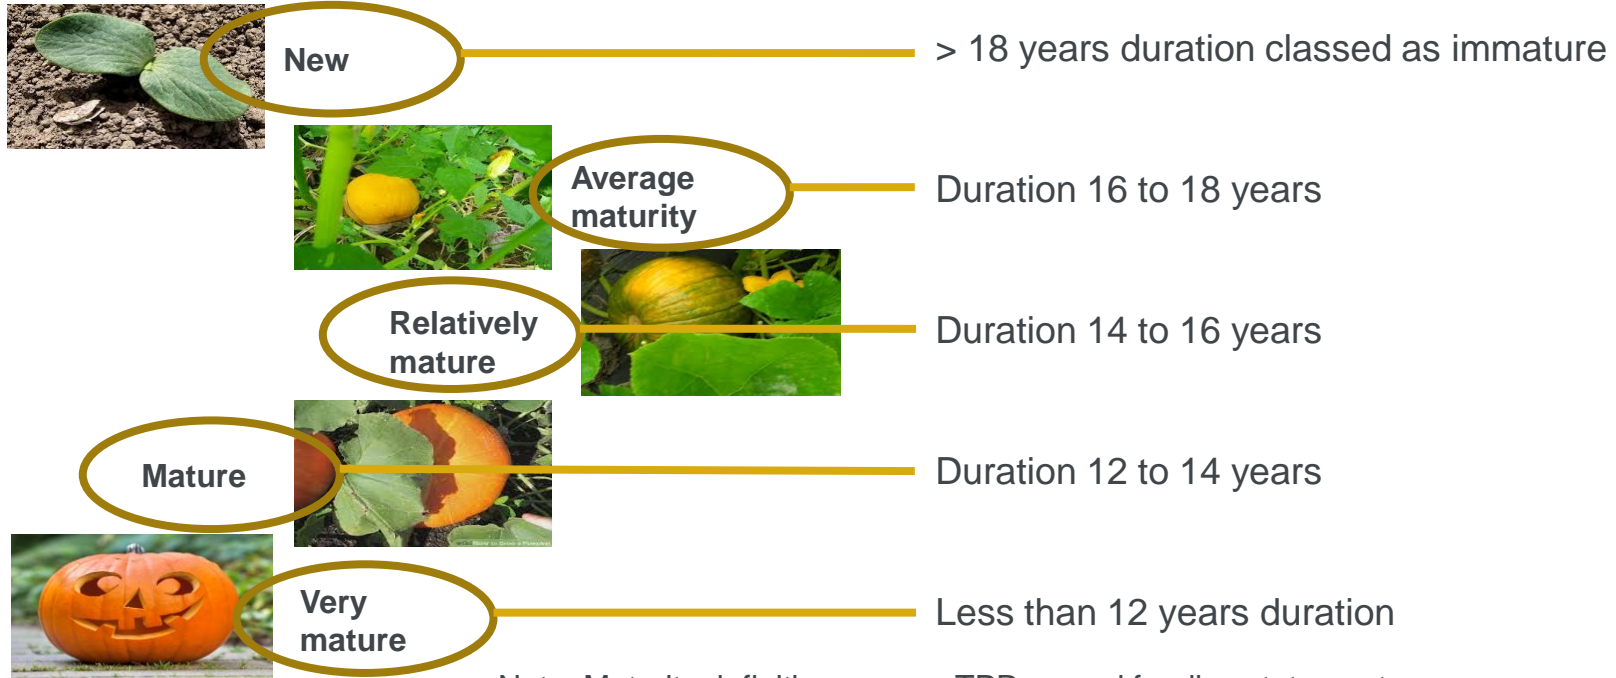 New
> 18 years duration classed as immature
Average
maturity
Duration 16 to 18 years
Relatively
mature
Duration 14 to 16 years
Mature
Duration 12 to 14 years
Very
mature
Less than 12 years duration